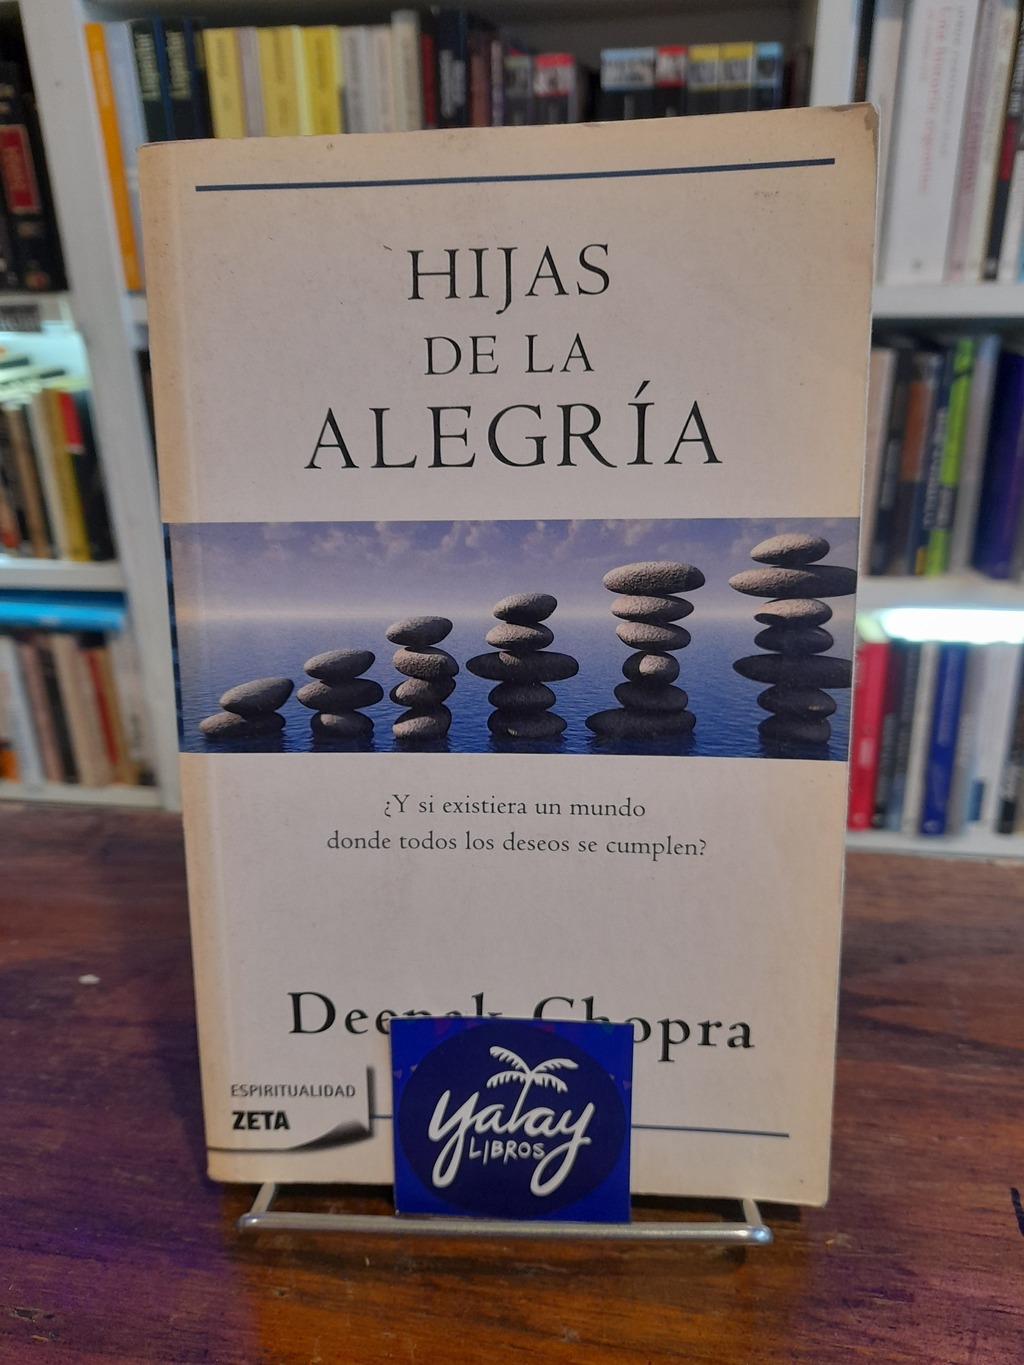 HIJAS
DE LA
ALEGRÍA
¿Y si existiera un mundo
donde todos los deseos se cumplen?
Deepak Chopra
ESPIRITUALIDAD
ZETA
yatay
LIBROS